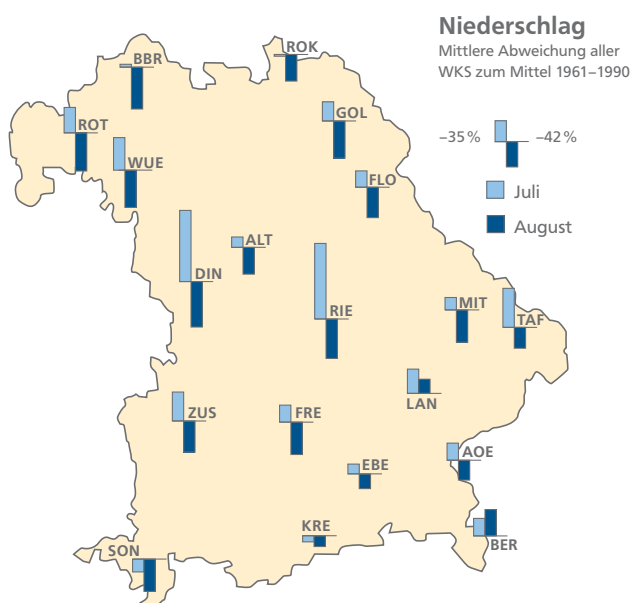 Niederschlag
Mittlere Abweichung aller
WKS zum Mittel 1961–1990
–35 %
–42 %
Juli
August
ROK
BBR
ROT
GOL
WUE
FLO
ALT
DIN
RIE
MIT
TAF
LAN
ZUS
FRE
AOE
EBE
KRE
BER
SON